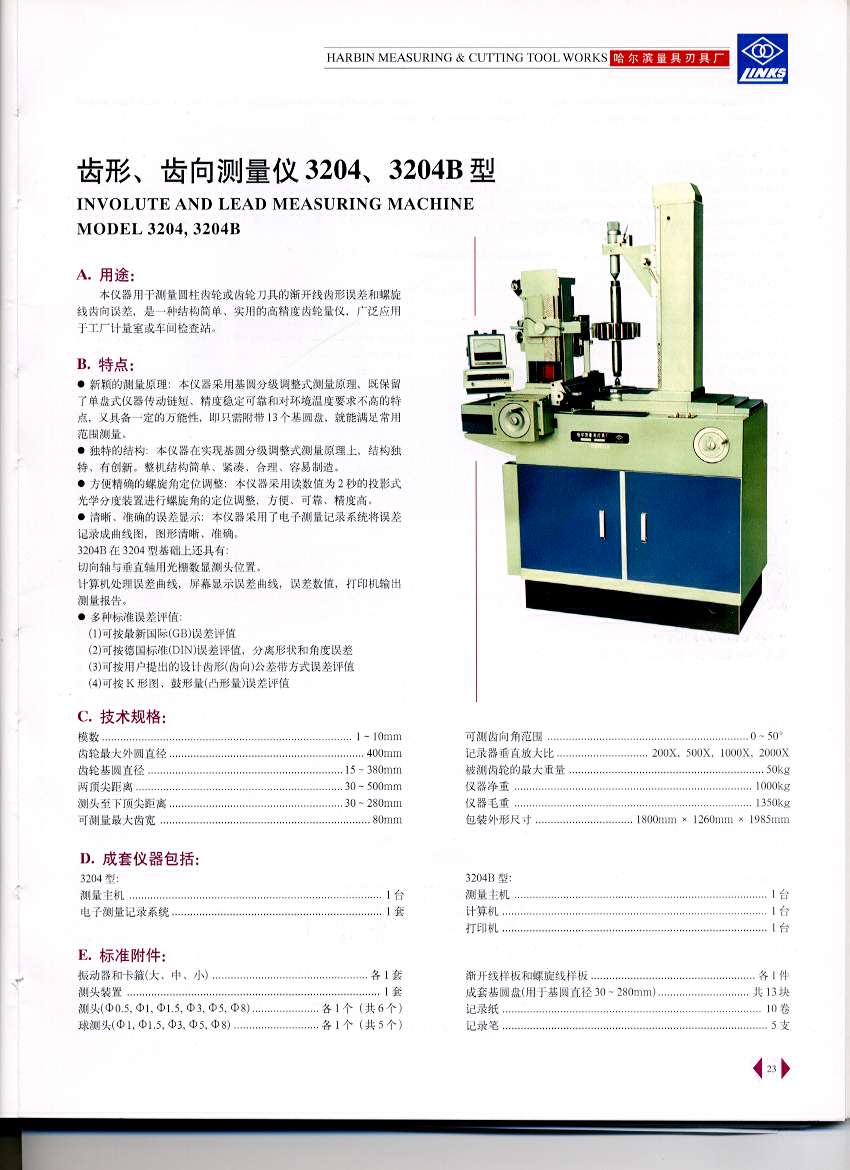 HARBIN MEASURING & CUTTING TOOL WORKS 哈尔滨量具刃具厂
LINKS
齿形、齿向测量仪 3204、3204B 型
INVOLUTE AND LEAD MEASURING MACHINE
MODEL 3204, 3204B
A. 用途：
本仪器用于测量圆柱齿轮或齿轮刀具的渐开线齿形误差和螺旋
线齿向误差，是一种结构简单、实用的高精度齿轮量仪，广泛应用
于工厂计量室或车间检查站。
B. 特点：
● 新颖的测量原理：本仪器采用基圆分级调整式测量原理，既保留
了单盘式仪器传动链短、精度稳定可靠和对环境温度要求不高的特
点，又具备一定的万能性，即只需附带13个基圆盘，就能满足常用
范围测量。
● 独特的结构：本仪器在实现基圆分级调整式测量原理上，结构独
特、有创新。整机结构简单、紧凑、合理、容易制造。
● 方便精确的螺旋角定位调整：本仪器采用读数值为2秒的投影式
光学分度装置进行螺旋角的定位调整，方便、可靠、精度高。
● 清晰、准确的误差显示：本仪器采用了电子测量记录系统将误差
记录成曲线图，图形清晰、准确。
3204B在3204型基础上还具有：
切向轴与垂直轴用光栅数显测头位置。
计算机处理误差曲线，屏幕显示误差曲线，误差数值，打印机输出
测量报告。
● 多种标准误差评值：
(1)可按最新国际(GB)误差评值
(2)可按德国标准(DIN)误差评值，分离形状和角度误差
(3)可按用户提出的设计齿形(齿向)公差带方式误差评值
(4)可按K形图、鼓形量(凸形量)误差评值
C. 技术规格：
模数 1 ~ 10mm
齿轮最大外圆直径 400mm
齿轮基圆直径 15 ~ 380mm
两顶尖距离 30 ~ 500mm
测头至下顶尖距离 30 ~ 280mm
可测量最大齿宽 80mm
可测齿向角范围 0 ~ 50°
记录器垂直放大比 200X、500X、1000X、2000X
被测齿轮的最大重量 50kg
仪器净重 1000kg
仪器毛重 1350kg
包装外形尺寸 1800mm × 1260mm × 1985mm
D. 成套仪器包括：
3204型：
测量主机 1台
电子测量记录系统 1套
3204B型：
测量主机 1台
计算机 1台
打印机 1台
E. 标准附件：
振动器和卡箍(大、中、小) 各1套
测头装置 1套
测头(Φ0.5, Φ1, Φ1.5, Φ3, Φ5, Φ8) 各1个（共6个）
球测头(Φ1, Φ1.5, Φ3, Φ5, Φ8) 各1个（共5个）
渐开线样板和螺旋线样板 各1件
成套基圆盘(用于基圆直径30 ~ 280mm) 共13块
记录纸 10卷
记录笔 5支
23